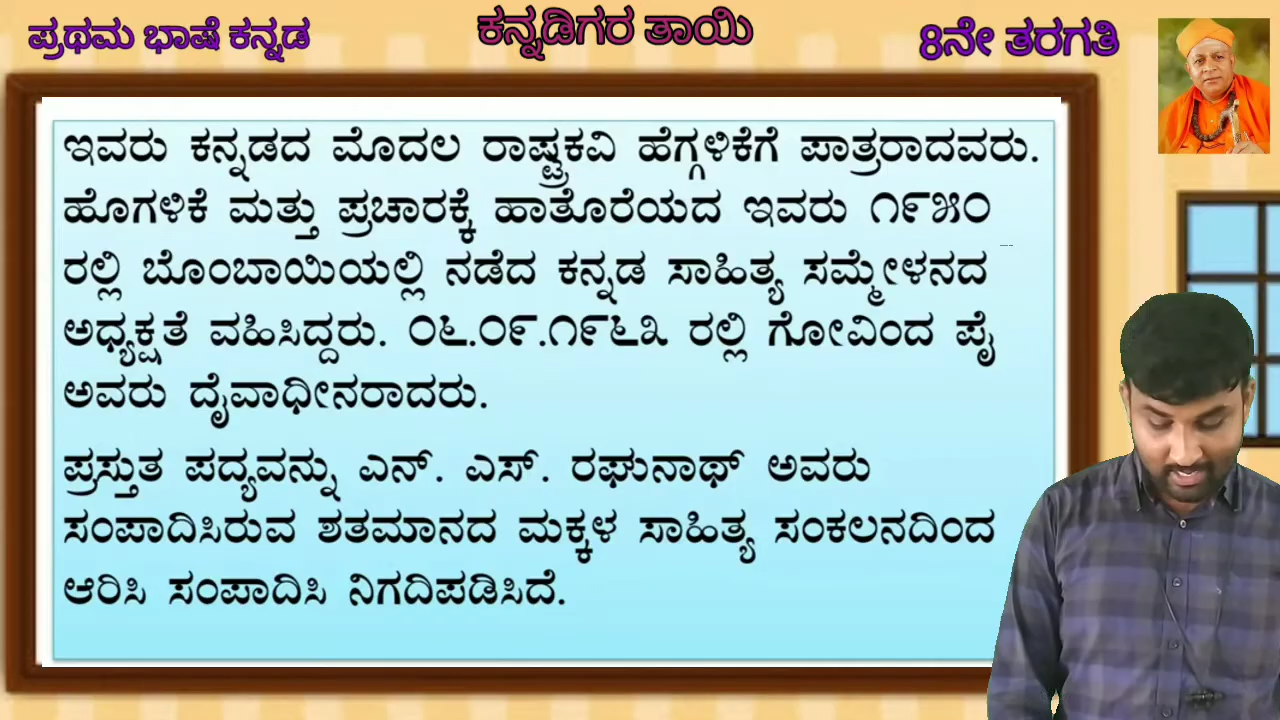 ಪ್ರಥಮ ಭಾಷೆ ಕನ್ನಡ
ಕನ್ನಡಿಗರ ತಾಯಿ
8ನೇ ತರಗತಿ
ಇವರು ಕನ್ನಡದ ಮೊದಲ ರಾಷ್ಟ್ರಕವಿ ಹೆಗ್ಗಳಿಕೆಗೆ ಪಾತ್ರರಾದವರು.
ಹೊಗಳಿಕೆ ಮತ್ತು ಪ್ರಚಾರಕ್ಕೆ ಹಾತೊರೆಯದ ಇವರು ೧೯೫೦
ರಲ್ಲಿ ಬೊಂಬಾಯಿಯಲ್ಲಿ ನಡೆದ ಕನ್ನಡ ಸಾಹಿತ್ಯ ಸಮ್ಮೇಳನದ
ಅಧ್ಯಕ್ಷತೆ ವಹಿಸಿದ್ದರು. ೦೬.೦೯.೧೯೬೩ ರಲ್ಲಿ ಗೋವಿಂದ ಪೈ
ಅವರು ದೈವಾಧೀನರಾದರು.
ಪ್ರಸ್ತುತ ಪದ್ಯವನ್ನು ಎನ್. ಎಸ್. ರಘುನಾಥ್ ಅವರು
ಸಂಪಾದಿಸಿರುವ ಶತಮಾನದ ಮಕ್ಕಳ ಸಾಹಿತ್ಯ ಸಂಕಲನದಿಂದ
ಆರಿಸಿ ಸಂಪಾದಿಸಿ ನಿಗದಿಪಡಿಸಿದೆ.